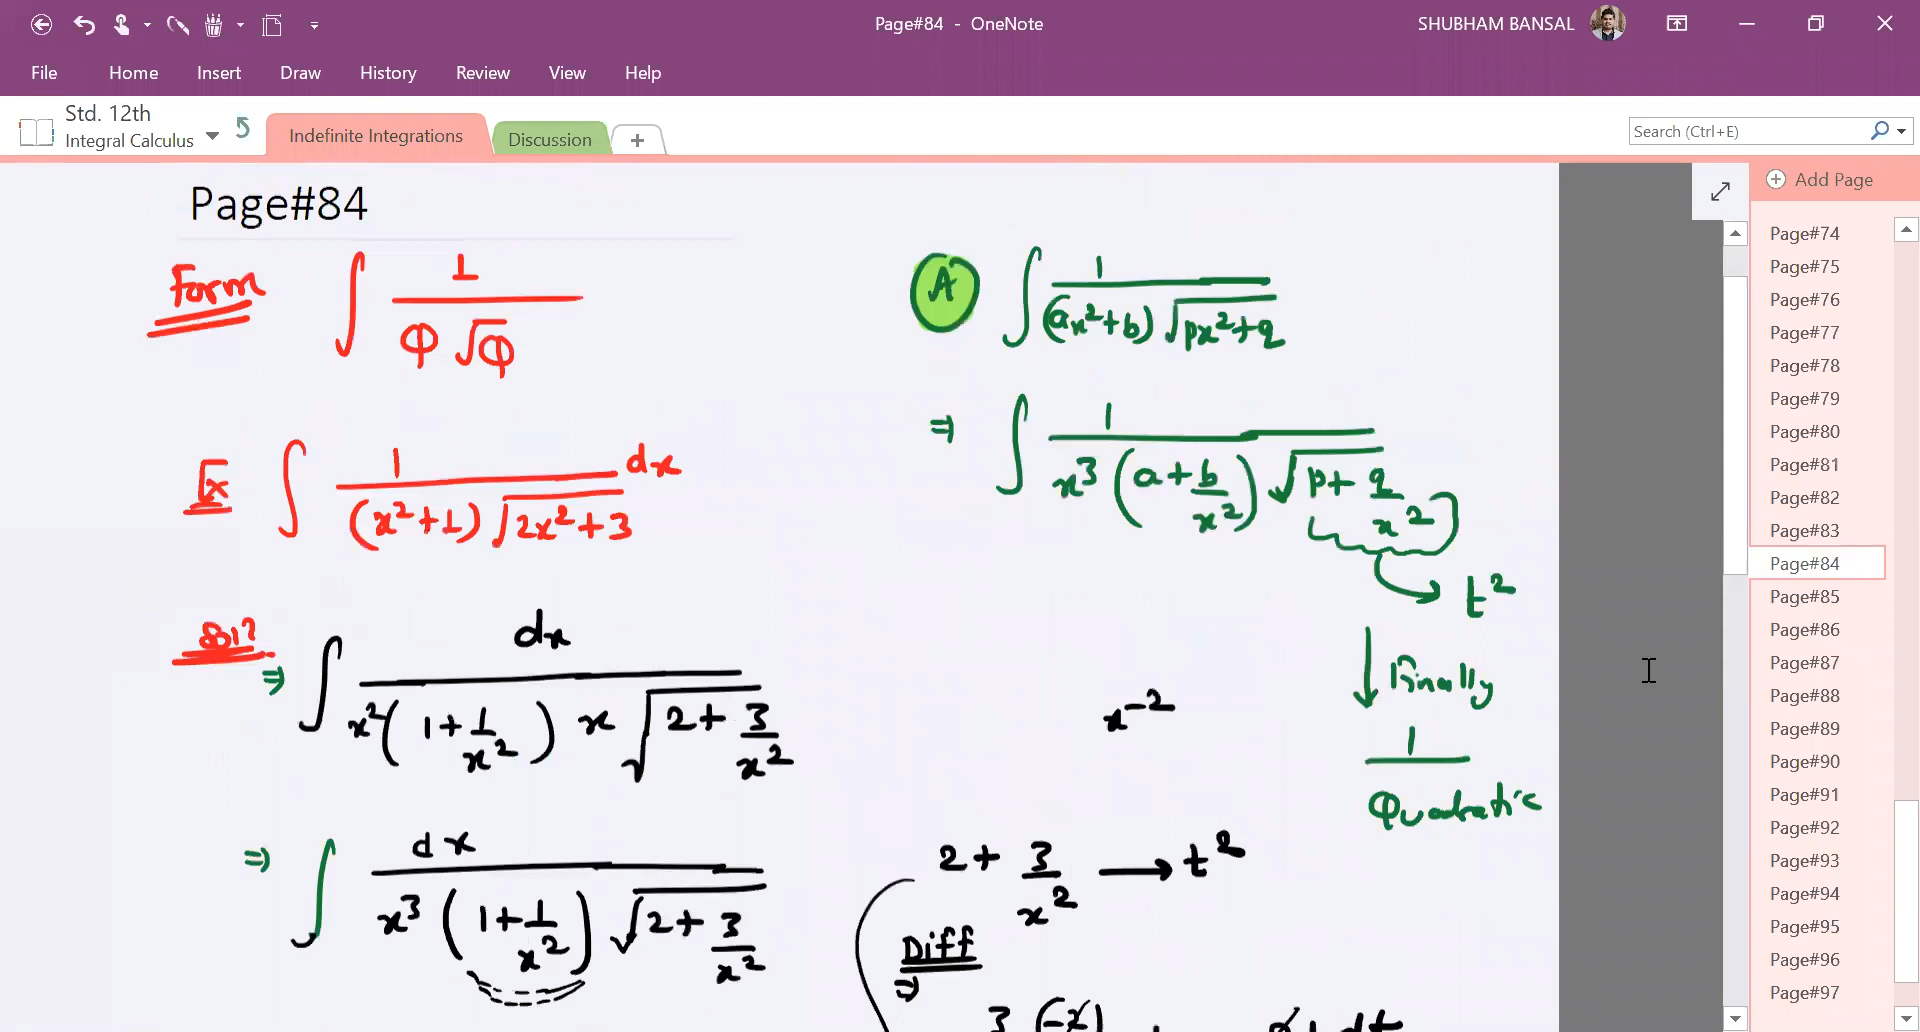 Page#84 - OneNote
SHUBHAM BANSAL
File Home Insert Draw History Review View Help
Std. 12th
Integral Calculus
Indefinite Integrations
Discussion
+
Search (Ctrl+E)
Page#84
Form ∫ 1 / (Q √Q)
Ex ∫ 1 / ((x²+1) √(2x²+3)) dx
Sol?
⇒ ∫ dx / (x² (1 + 1/x²) x √(2 + 3/x²))
⇒ ∫ dx / (x³ (1 + 1/x²) √(2 + 3/x²))
A ∫ 1 / ((ax²+b) √(px²+q))
⇒ ∫ 1 / (x³ (a + b/x²) √(p + q/x²))
→ t²
↓ Finally
1 / Quadratic
x⁻²
2 + 3/x² → t²
Diff
⇒
Add Page
Page#74
Page#75
Page#76
Page#77
Page#78
Page#79
Page#80
Page#81
Page#82
Page#83
Page#84
Page#85
Page#86
Page#87
Page#88
Page#89
Page#90
Page#91
Page#92
Page#93
Page#94
Page#95
Page#96
Page#97